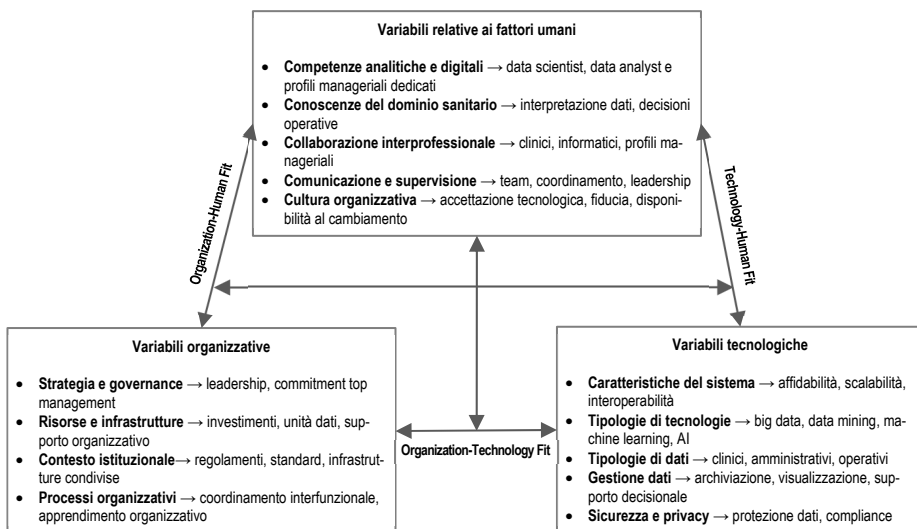 Variabili relative ai fattori umani
• Competenze analitiche e digitali → data scientist, data analyst e
profili manageriali dedicati
• Conoscenze del dominio sanitario → interpretazione dati, decisioni
operative
• Collaborazione interprofessionale → clinici, informatici, profili ma-
nageriali
• Comunicazione e supervisione → team, coordinamento, leadership
• Cultura organizzativa → accettazione tecnologica, fiducia, disponi-
bilità al cambiamento
Organization-Human Fit
Technology-Human Fit
Variabili organizzative
• Strategia e governance → leadership, commitment top
management
• Risorse e infrastrutture → investimenti, unità dati, sup-
porto organizzativo
• Contesto istituzionale→ regolamenti, standard, infrastrut-
ture condivise
• Processi organizzativi → coordinamento interfunzionale,
apprendimento organizzativo
Organization-Technology Fit
Variabili tecnologiche
• Caratteristiche del sistema → affidabilità, scalabilità,
interoperabilità
• Tipologie di tecnologie → big data, data mining, ma-
chine learning, AI
• Tipologie di dati → clinici, amministrativi, operativi
• Gestione dati → archiviazione, visualizzazione, sup-
porto decisionale
• Sicurezza e privacy → protezione dati, compliance